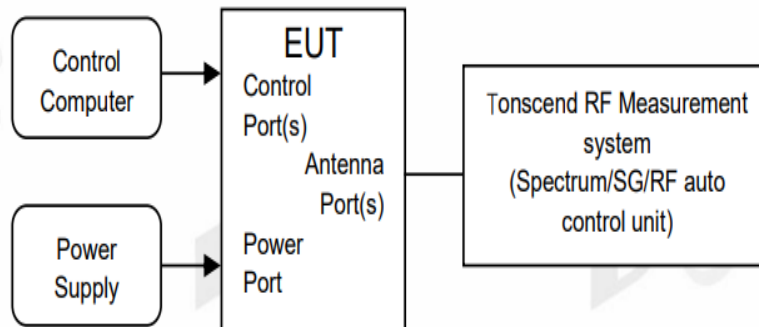 Control
Computer
EUT
Control
Port(s)
Antenna
Port(s)
Power
Port
Power
Supply
Tonscend RF Measurement
system
(Spectrum/SG/RF auto
control unit)